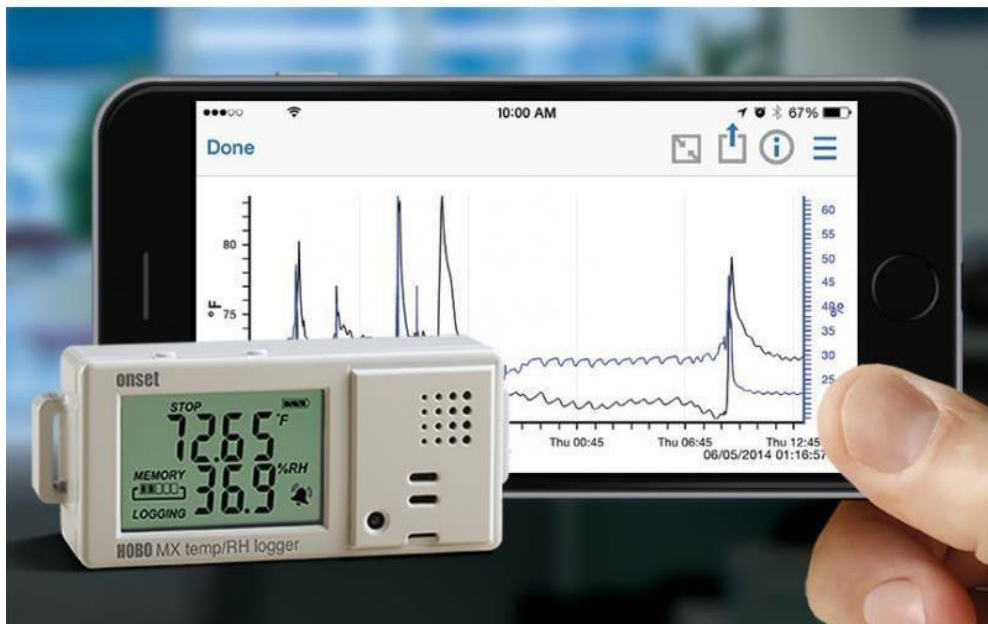 10:00 AM
67%
Done
80
75
°F
60
55
50
45
40
35
30
25
%
Thu 00:45
Thu 06:45
Thu 12:45
06/05/2014 01:16:57
onset
STOP
72.65 °F
MEMORY
36.9 %RH
LOGGING
HOBO MX temp/RH logger